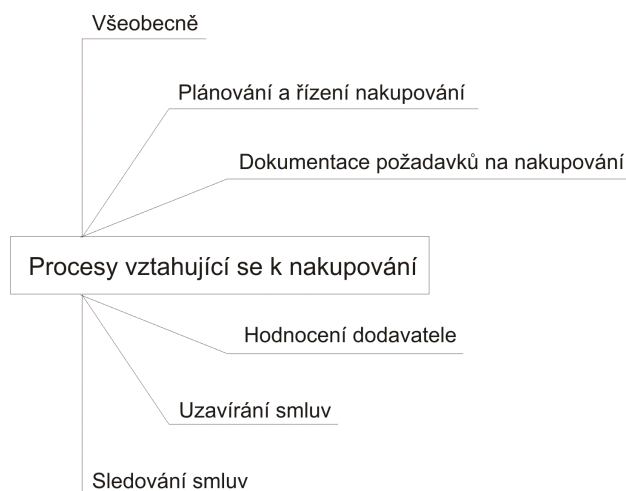 Všeobecně
Plánování a řízení nakupování
Dokumentace požadavků na nakupování
Procesy vztahující se k nakupování
Hodnocení dodavatele
Uzavírání smluv
Sledování smluv